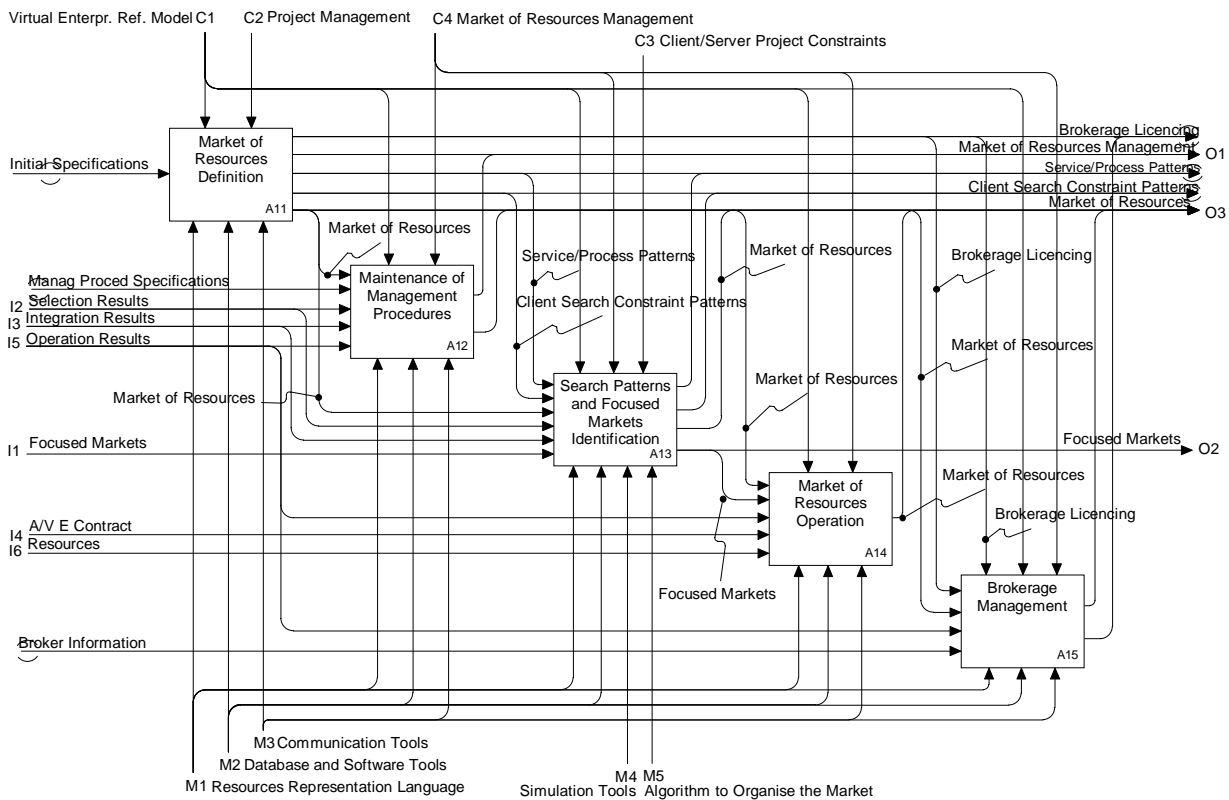 Virtual Enterpr. Ref. Model C1
C2 Project Management
C4 Market of Resources Management
C3 Client/Server Project Constraints
Market of
Resources
Definition
A11
Initial Specifications
Brokerage Licencing
Market of Resources Management
O1
Service/Process Patterns
Client Search Constraint Patterns
Market of Resources
O3
Market of Resources
Service/Process Patterns
Market of Resources
Brokerage Licencing
Manag Proced Specifications
Maintenance of
Management
Procedures
A12
I2 Selection Results
I3 Integration Results
I5 Operation Results
Client Search Constraint Patterns
Market of Resources
Market of Resources
Market of Resources
Search Patterns
and Focused
Markets
Identification
A13
I1 Focused Markets
Focused Markets
O2
Market of
Resources
Operation
A14
Market of Resources
Brokerage Licencing
I4 A/V E Contract
I6 Resources
Focused Markets
Brokerage
Management
A15
Broker Information
M3 Communication Tools
M2 Database and Software Tools
M1 Resources Representation Language
M4
Simulation Tools
M5
Algorithm to Organise the Market